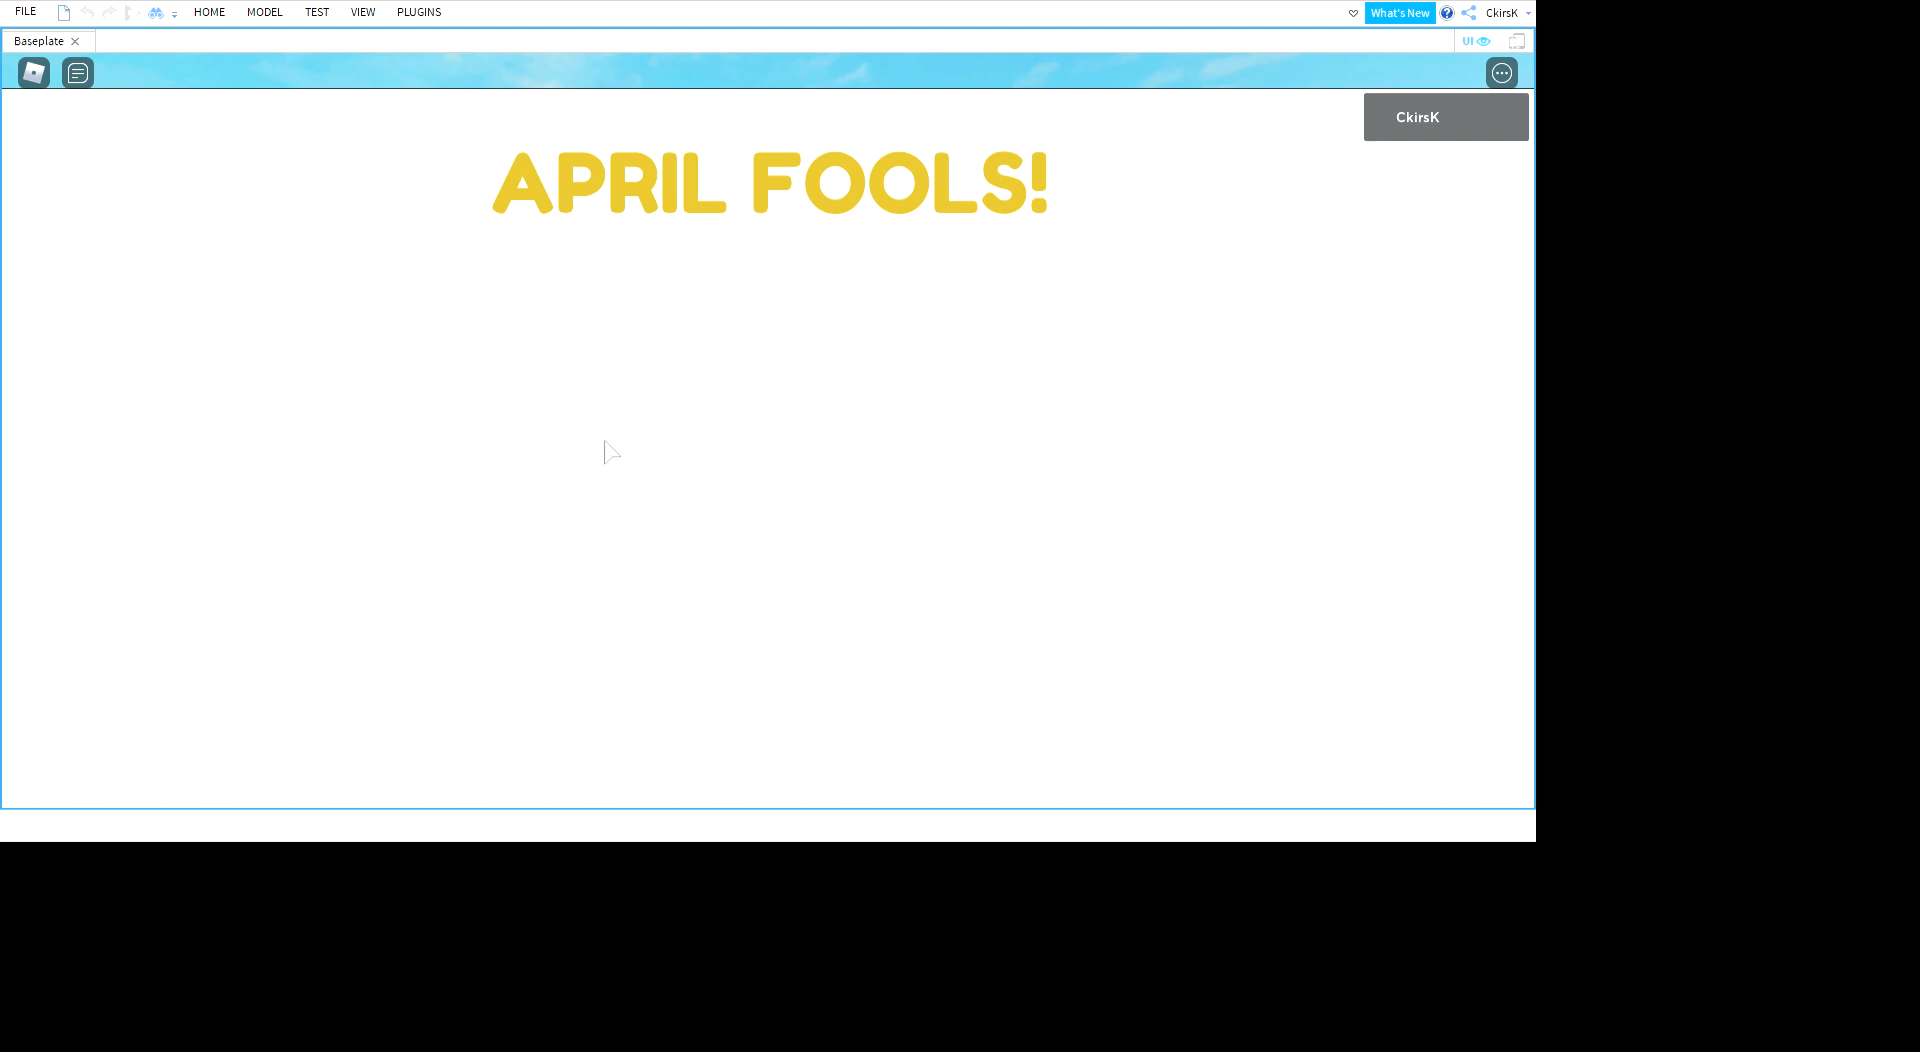 FILE HOME MODEL TEST VIEW PLUGINS What's New ? CkirsK
Baseplate UI
CkirsK
APRIL FOOLS!